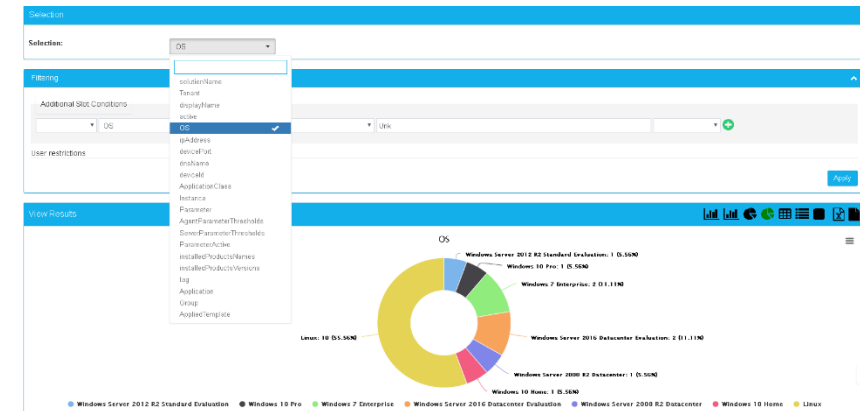 Selection
Selection:
OS
solutionName
Tenant
displayName
active
OS
ipAddress
devicePort
dnsName
deviceId
ApplicationClass
Instance
Parameter
AgentParameterThresholds
ServerParameterThresholds
ParameterActive
installedProductsNames
installedProductsVersions
tag
Application
Group
AppliedTemplate
Filtering
Additional Slot Conditions
OS
Unk
User restrictions
Apply
View Results
OS
Windows Server 2012 R2 Standard Evaluation: 1 (5.56%)
Windows 10 Pro: 1 (5.56%)
Windows 7 Enterprise: 2 (11.11%)
Linux: 10 (55.56%)
Windows Server 2016 Datacenter Evaluation: 2 (11.11%)
Windows Server 2008 R2 Datacenter: 1 (5.56%)
Windows 10 Home: 1 (5.56%)
Windows Server 2012 R2 Standard Evaluation Windows 10 Pro Windows 7 Enterprise Windows Server 2016 Datacenter Evaluation Windows Server 2008 R2 Datacenter Windows 10 Home Linux